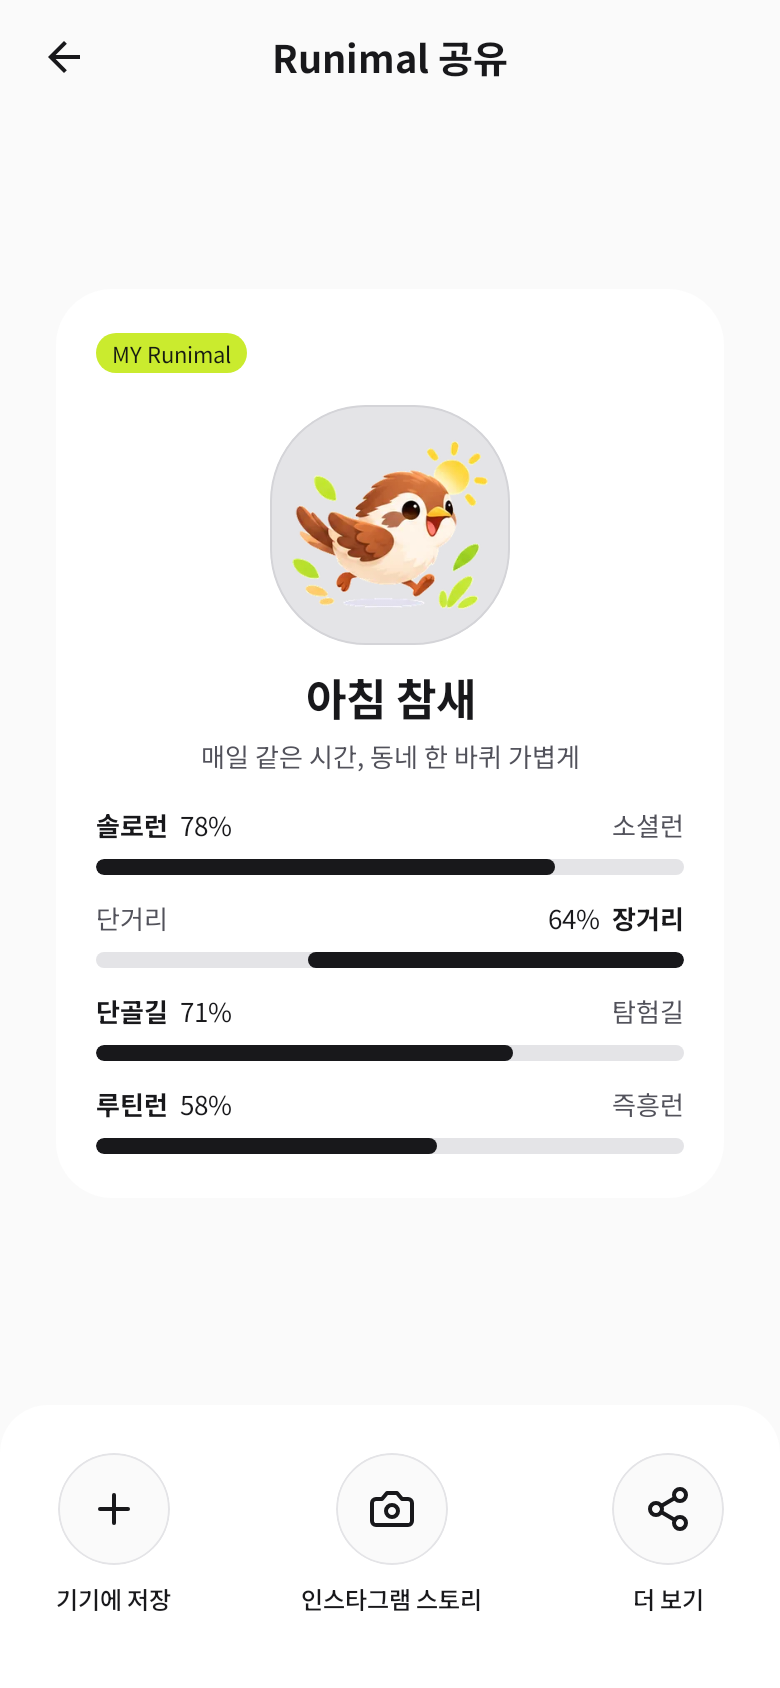 Runimal 공유
MY Runimal
아침 참새
매일 같은 시간, 동네 한 바퀴 가볍게
솔로런 78% 소셜런
단거리 64% 장거리
단골길 71% 탐험길
루틴런 58% 즉흥런
기기에 저장 인스타그램 스토리 더 보기